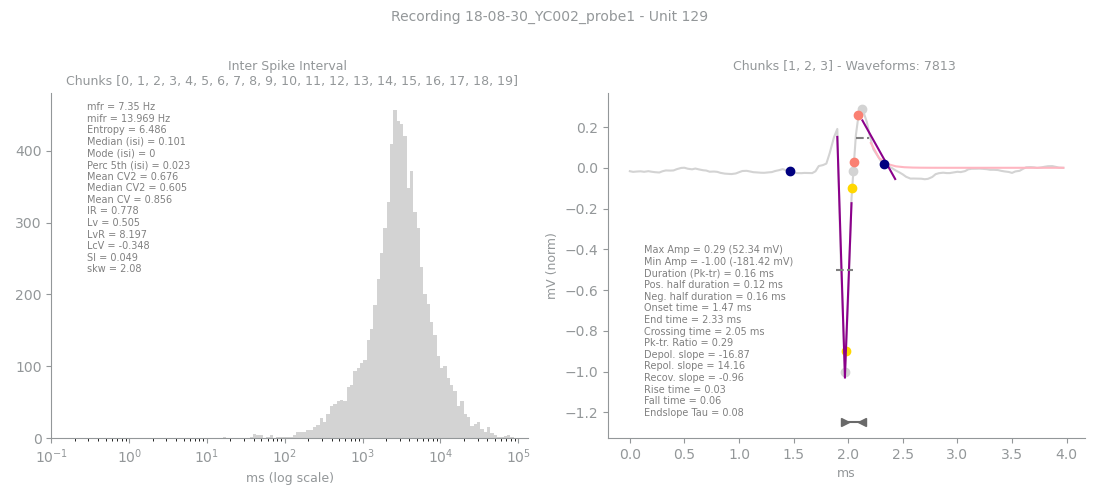 Recording 18-08-30_YC002_probe1 - Unit 129
Inter Spike Interval
Chunks [0, 1, 2, 3, 4, 5, 6, 7, 8, 9, 10, 11, 12, 13, 14, 15, 16, 17, 18, 19]
mfr = 7.35 Hz
mifr = 13.969 Hz
Entropy = 6.486
Median (isi) = 0.101
Mode (isi) = 0
Perc 5th (isi) = 0.023
Mean CV2 = 0.676
Median CV2 = 0.605
Mean CV = 0.856
IR = 0.778
Lv = 0.505
LvR = 8.197
LcV = -0.348
SI = 0.049
skw = 2.08
400
300
200
100
0
10⁻¹ 10⁰ 10¹ 10² 10³ 10⁴ 10⁵
ms (log scale)
Chunks [1, 2, 3] - Waveforms: 7813
mV (norm)
0.2
0.0
−0.2
−0.4
−0.6
−0.8
−1.0
−1.2
Max Amp = 0.29 (52.34 mV)
Min Amp = -1.00 (-181.42 mV)
Duration (Pk-tr) = 0.16 ms
Pos. half duration = 0.12 ms
Neg. half duration = 0.16 ms
Onset time = 1.47 ms
End time = 2.33 ms
Crossing time = 2.05 ms
Pk-tr. Ratio = 0.29
Depol. slope = -16.87
Repol. slope = 14.16
Recov. slope = -0.96
Rise time = 0.03
Fall time = 0.06
Endslope Tau = 0.08
0.0 0.5 1.0 1.5 2.0 2.5 3.0 3.5 4.0
ms